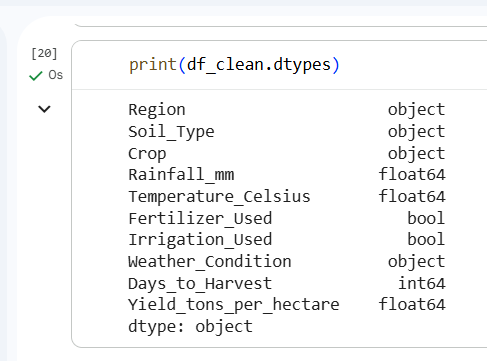 [20]
0s
print(df_clean.dtypes)
Region object
Soil_Type object
Crop object
Rainfall_mm float64
Temperature_Celsius float64
Fertilizer_Used bool
Irrigation_Used bool
Weather_Condition object
Days_to_Harvest int64
Yield_tons_per_hectare float64
dtype: object